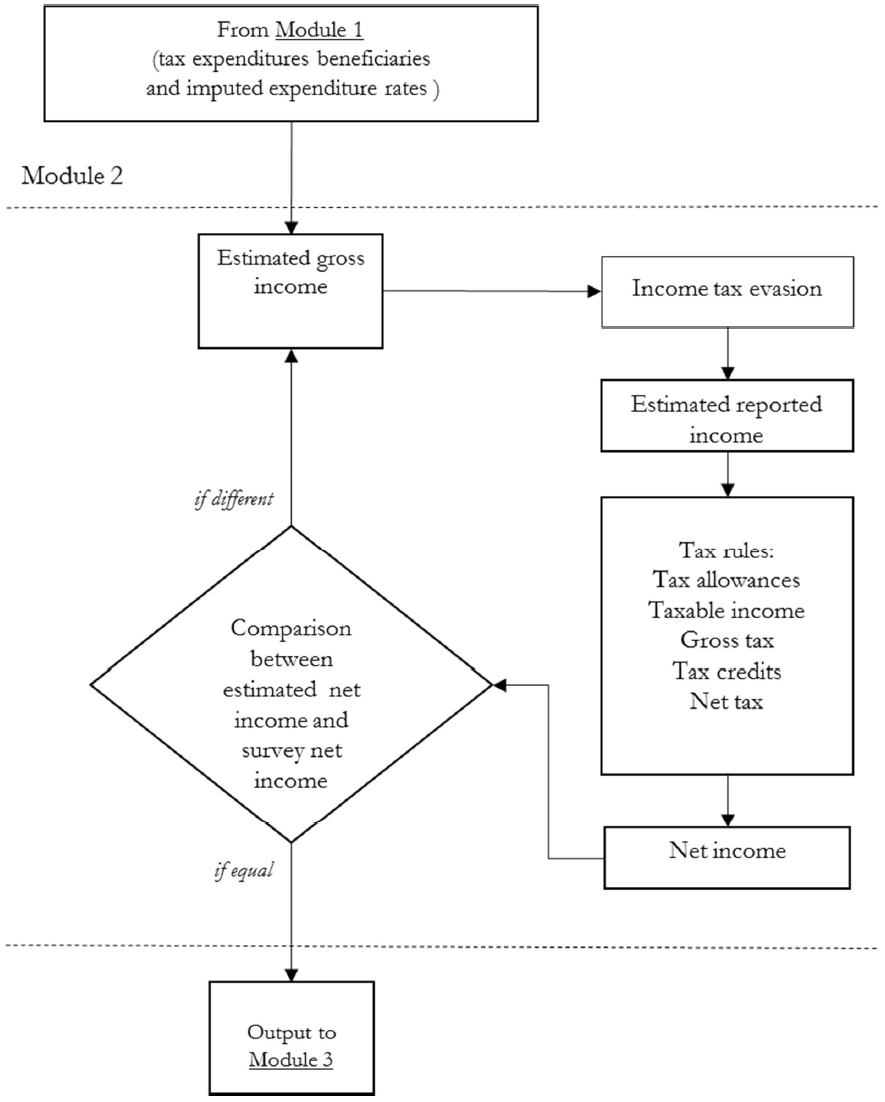 From Module 1
(tax expenditures beneficiaries
and imputed expenditure rates )
Module 2
Estimated gross
income
Income tax evasion
Estimated reported
income
Tax rules:
Tax allowances
Taxable income
Gross tax
Tax credits
Net tax
Net income
if different
Comparison
between
estimated net
income and
survey net
income
if equal
Output to
Module 3